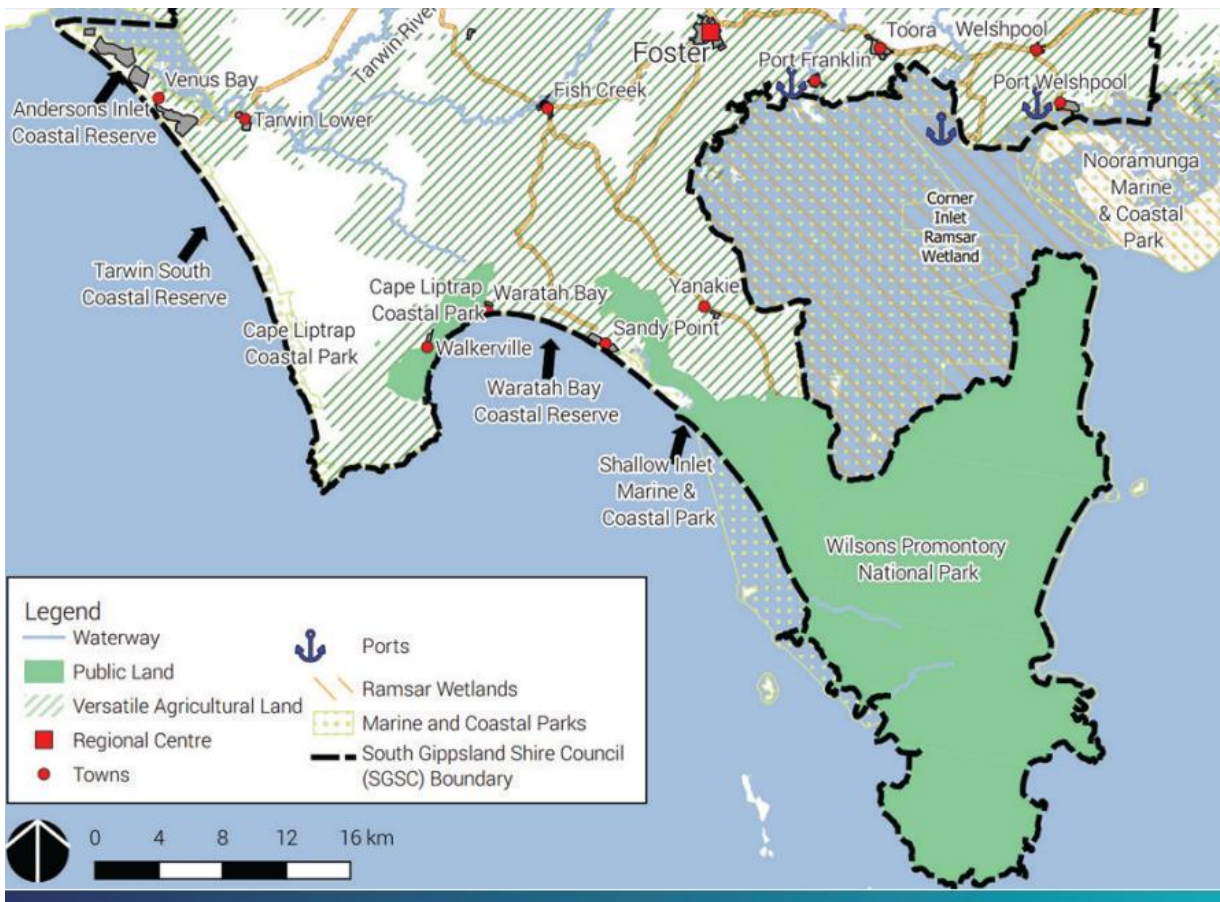 Tarwin River
Foster
Toora
Welshpool
Port Franklin
Port Welshpool
Venus Bay
Andersons Inlet
Coastal Reserve
Tarwin Lower
Fish Creek
Nooramunga
Marine
& Coastal
Park
Corner
Inlet
Ramsar
Wetland
Tarwin South
Coastal Reserve
Cape Liptrap
Coastal Park
Waratah Bay
Yanakie
Sandy Point
Cape Liptrap
Coastal Park
Walkerville
Waratah Bay
Coastal Reserve
Shallow Inlet
Marine &
Coastal Park
Wilsons Promontory
National Park
Legend
Waterway
Public Land
Versatile Agricultural Land
Regional Centre
Towns
Ports
Ramsar Wetlands
Marine and Coastal Parks
South Gippsland Shire Council
(SGSC) Boundary
0 4 8 12 16 km